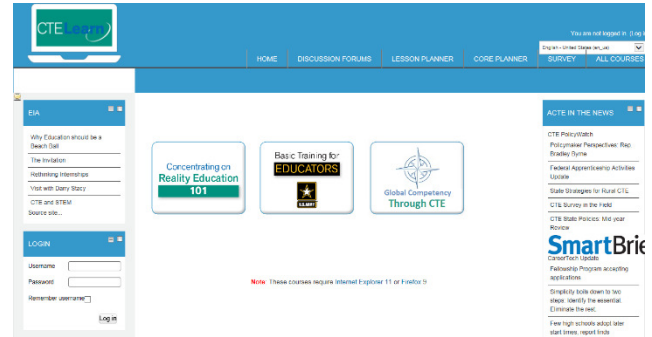 CTE Learn
You are not logged in. (Log i
English - United States (en_us)
HOME
DISCUSSION FORUMS
LESSON PLANNER
CORE PLANNER
SURVEY
ALL COURSES
EIA
Why Education should be a
Beach Ball
The Invitation
Rethinking Internships
Visit with Darry Stacy
CTE and STEM
Source site...
LOGIN
Username
Password
Remember username
Log in
Concentrating on
Reality Education
101
Basic Training for
EDUCATORS
U.S. ARMY
Global Competency
Through CTE
Note: These courses require Internet Explorer 11 or Firefox 9
ACTE IN THE NEWS
CTE PolicyWatch
Policymaker Perspectives: Rep.
Bradley Byrne
Federal Apprenticeship Activities
Update
State Strategies for Rural CTE
CTE Survey in the Field
CTE State Policies: Mid-year
Review
SmartBrie
CareerTech Update
Fellowship Program accepting
applications
Simplicity boils down to two
steps: Identify the essential.
Eliminate the rest.
Few high schools adopt later
start times, report finds